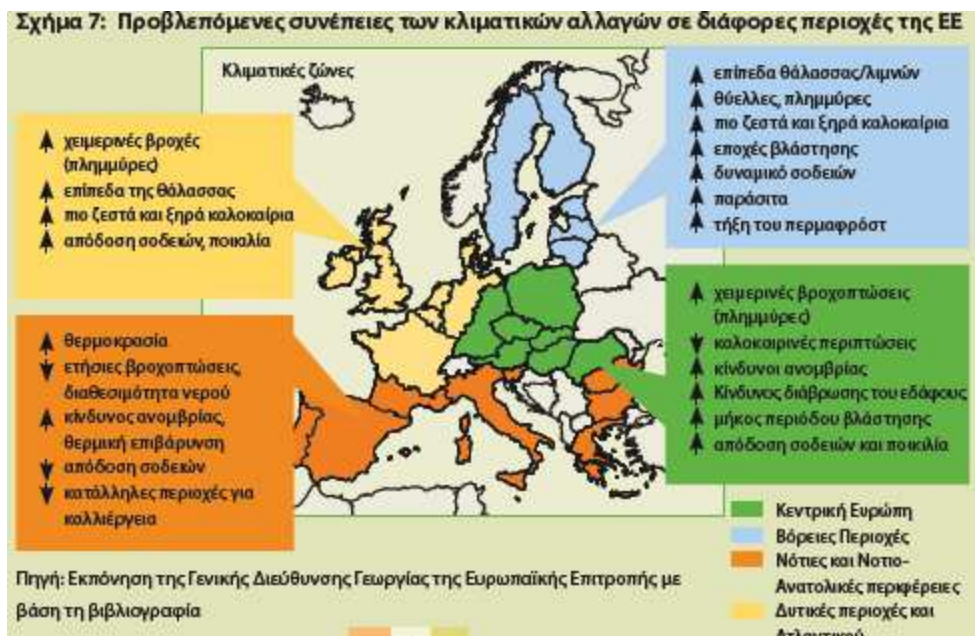 Σχήμα 7: Προβλεπόμενες συνέπειες των κλιματικών αλλαγών σε διάφορες περιοχές της ΕΕ
Κλιματικές ζώνες
χειμερινές βροχές
(πλημμύρες)
επίπεδα της θάλασσας
πιο ζεστά και ξηρά καλοκαίρια
απόδοση σοδειών, ποικαλία
θερμοκρασία
ετήσιες βροχοπτώσεις,
διαθεσιμότητα νερού
κίνδυνος ανομβρίας,
θερμική επιβάρυνση
απόδοση σοδειών
κατάλληλες περιοχές για
καλλιέργεια
επίπεδα θάλασσας/λιμνών
θύελλες, πλημμύρες
πιο ζεστά και ξηρά καλοκαίρια
εποχές βλάστησης
δυναμικό σοδειών
παράσιτα
τήξη του περμαφρόστ
χειμερινές βροχοπτώσεις
(πλημμύρες)
καλοκαιρινές περιπτώσεις
κίνδυνοι ανομβρίας
Κίνδυνος διάβρωσης του εδάφους
μήκος περιόδου βλάστησης
απόδοση σοδειών και ποικιλία
Κεντρική Ευρώπη
Βόρειες Περιοχές
Νότιες και Νοτιο-
Ανατολικές περκφέρειες
Δυτικές περιοχές και
Πηγή: Εκπόνηση της Γενικής Διεύθυνσης Γεωργίας της Ευρωπαϊκής Επιτροπής με
βάση τη βιβλιογραφία